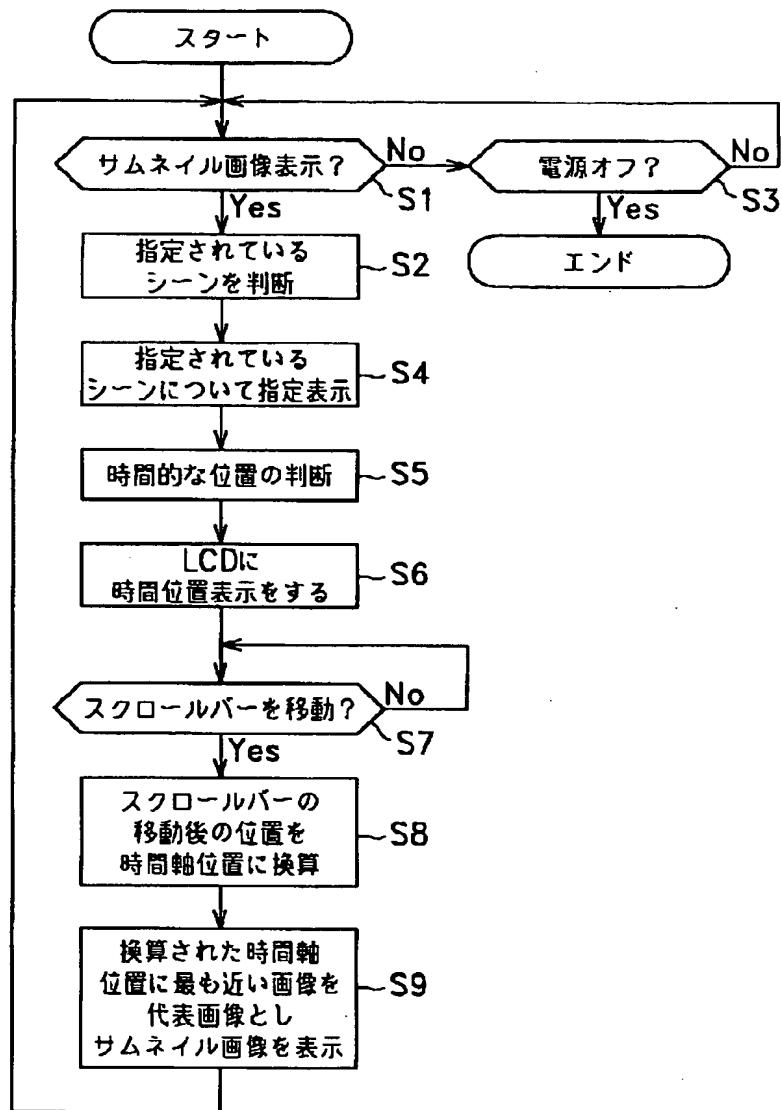 スタート
サムネイル画像表示?
No
S1
Yes
電源オフ?
No
S3
Yes
エンド
指定されている
シーンを判断
S2
指定されている
シーンについて指定表示
S4
時間的な位置の判断
S5
LCDに
時間位置表示をする
S6
スクロールバーを移動?
No
S7
Yes
スクロールバーの
移動後の位置を
時間軸位置に換算
S8
換算された時間軸
位置に最も近い画像を
代表画像とし
サムネイル画像を表示
S9